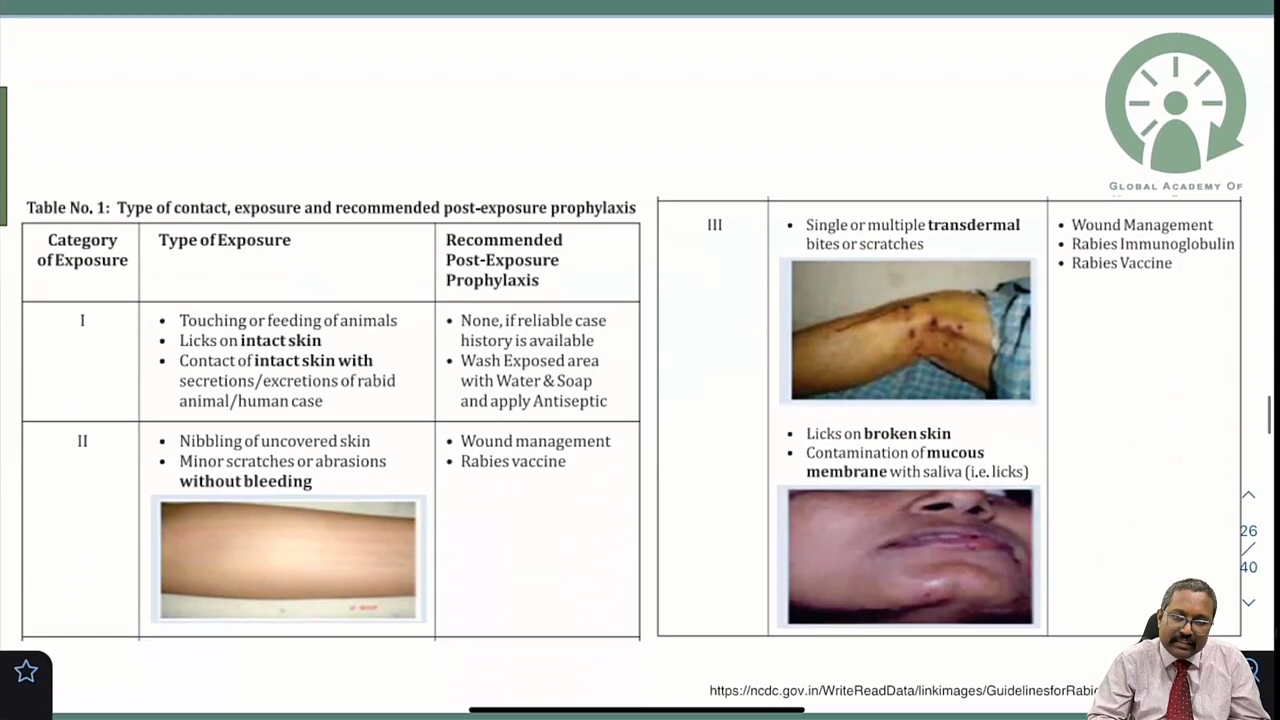 GLOBAL ACADEMY OF
Table No. 1: Type of contact, exposure and recommended post-exposure prophylaxis
Category
of Exposure
Type of Exposure
Recommended
Post-Exposure
Prophylaxis
I
• Touching or feeding of animals
• Licks on intact skin
• Contact of intact skin with
secretions/excretions of rabid
animal/human case
• None, if reliable case
history is available
• Wash Exposed area
with Water & Soap
and apply Antiseptic
II
• Nibbling of uncovered skin
• Minor scratches or abrasions
without bleeding
• Wound management
• Rabies vaccine
III
• Single or multiple transdermal
bites or scratches
• Licks on broken skin
• Contamination of mucous
membrane with saliva (i.e. licks)
• Wound Management
• Rabies Immunoglobulin
• Rabies Vaccine
26
40
https://ncdc.gov.in/WriteReadData/linkimages/GuidelinesforRabi